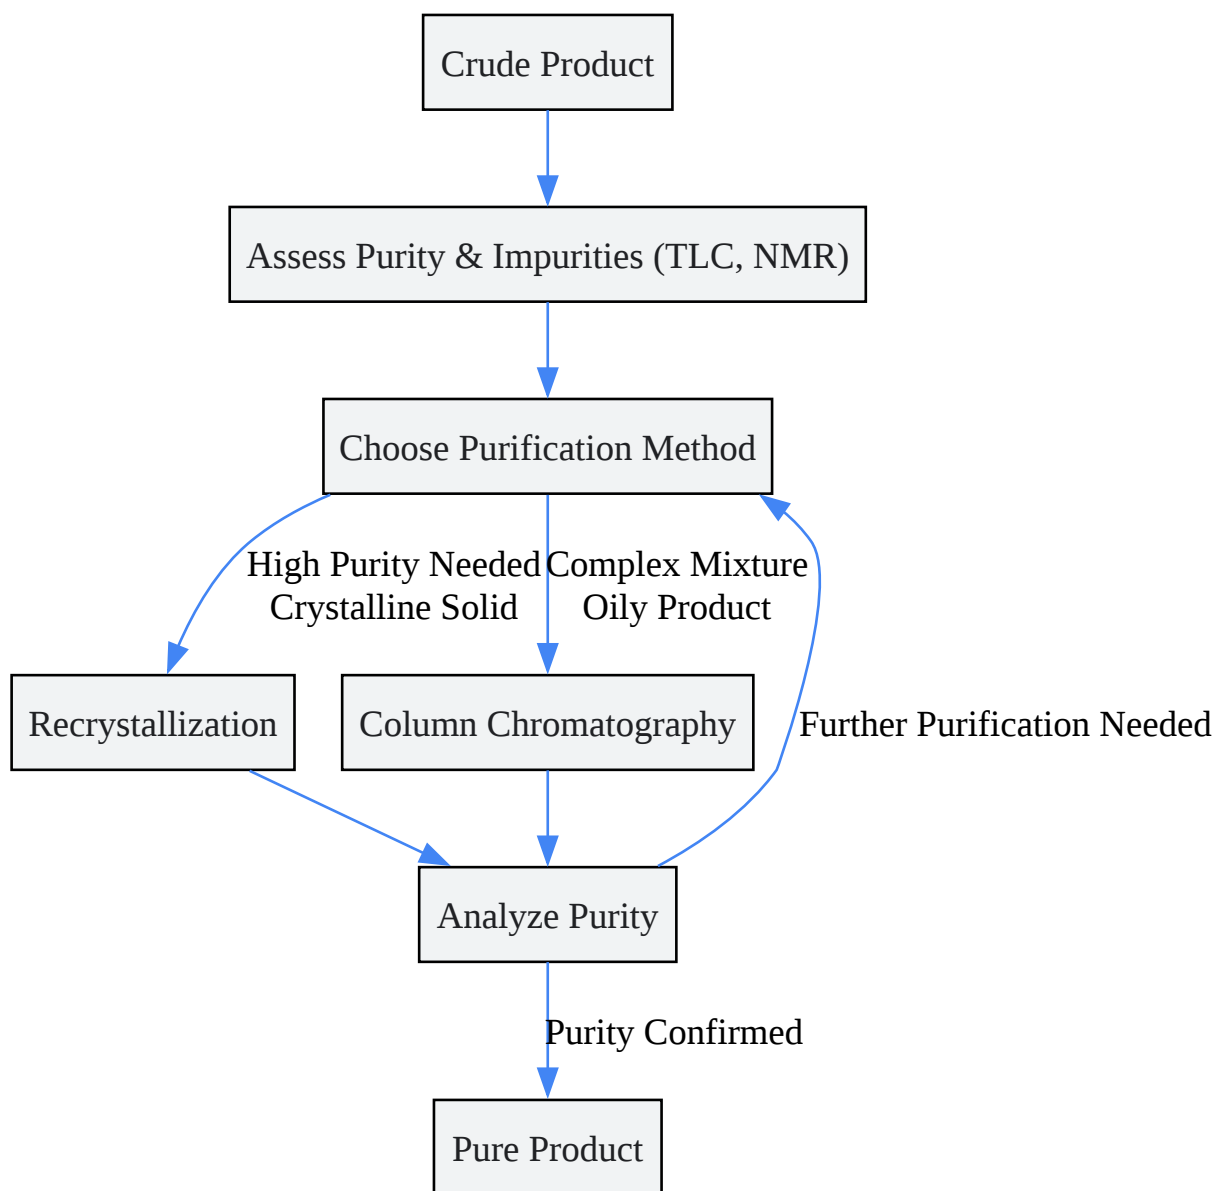 Crude Product
Assess Purity & Impurities (TLC, NMR)
Choose Purification Method
High Purity Needed
Crystalline Solid
Complex Mixture
Oily Product
Recrystallization
Column Chromatography
Further Purification Needed
Analyze Purity
Purity Confirmed
Pure Product